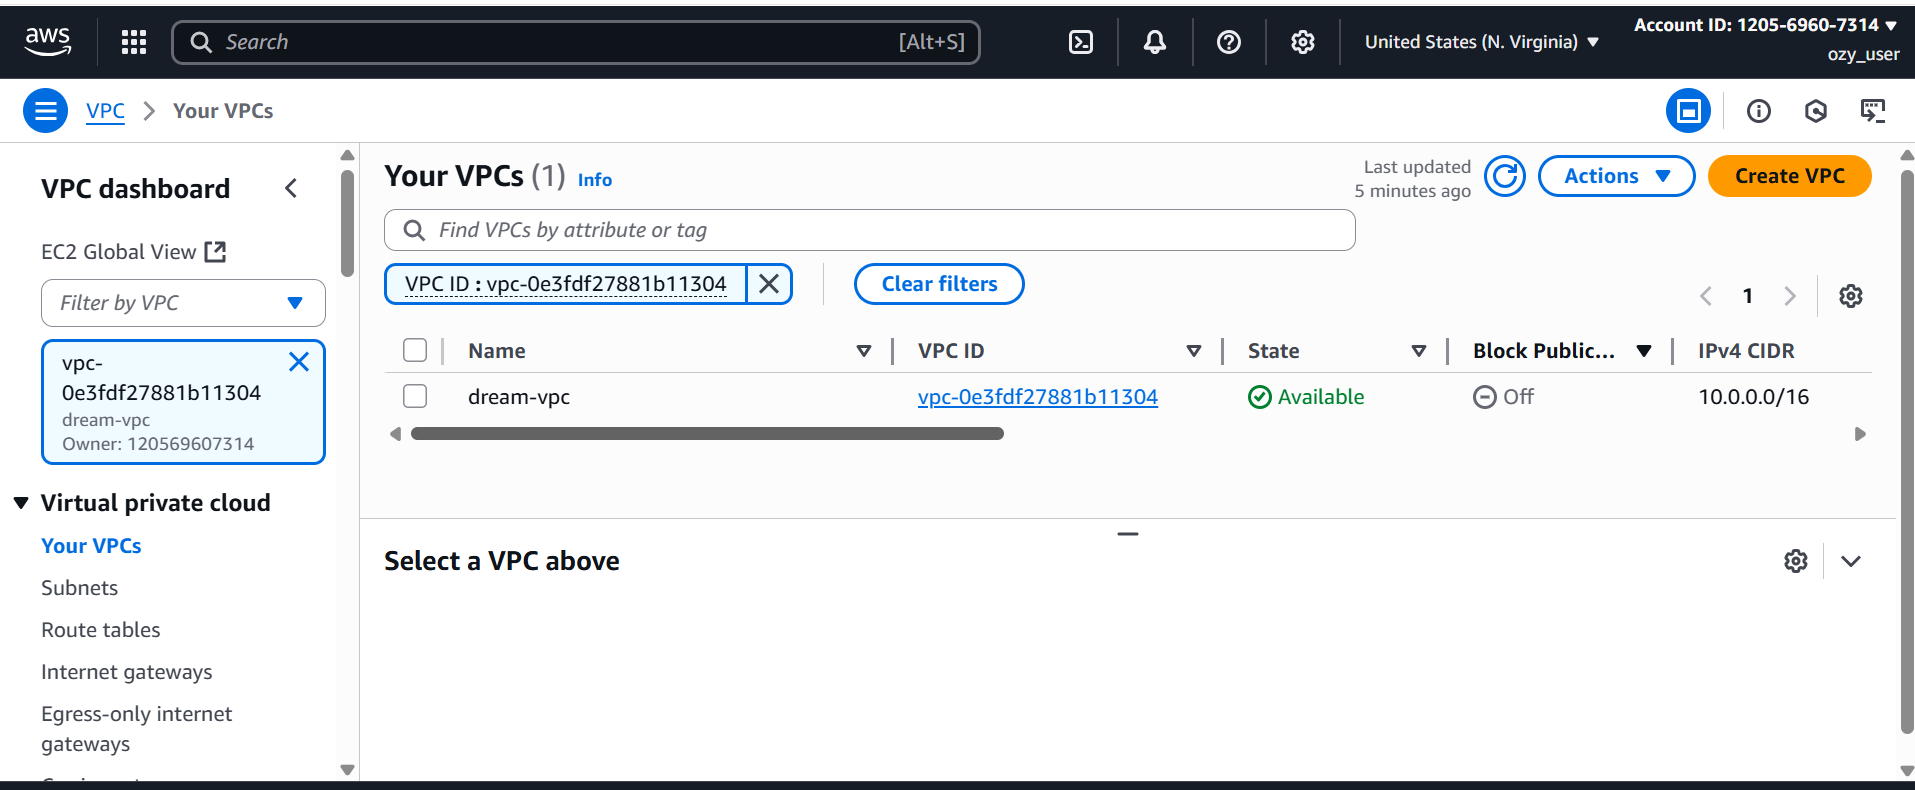 aws
Search [Alt+S]
United States (N. Virginia)
Account ID: 1205-6960-7314
ozy_user
VPC
Your VPCs
VPC dashboard
EC2 Global View
Filter by VPC
vpc-
0e3fdf27881b11304
dream-vpc
Owner: 120569607314
Virtual private cloud
Your VPCs
Subnets
Route tables
Internet gateways
Egress-only internet
gateways
Your VPCs (1) Info
Last updated
5 minutes ago
Actions
Create VPC
Find VPCs by attribute or tag
VPC ID : vpc-0e3fdf27881b11304
Clear filters
1
Name VPC ID State Block Public... IPv4 CIDR
dream-vpc vpc-0e3fdf27881b11304 Available Off 10.0.0.0/16
Select a VPC above